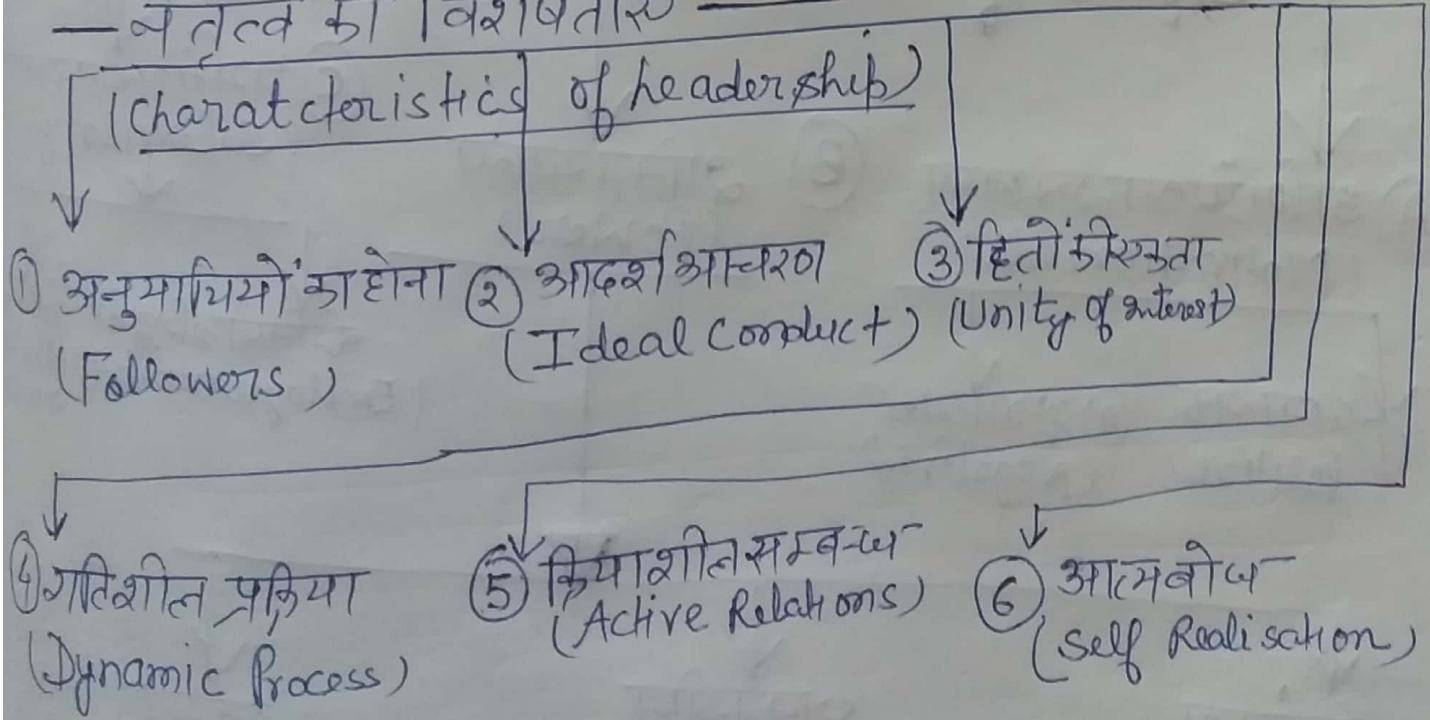 नेतृत्व की विशेषताएं
(Charatcteristics of Leadership)
① अनुयायियों का होना ② आदर्श आचरण ③ हितों की एकता
(Followers) (Ideal Conduct) (Unity of interest)
④ गतिशील प्रक्रिया ⑤ क्रियाशील सम्बन्ध ⑥ आत्मबोध
(Dynamic Process) (Active Relations) (Self Realisation)